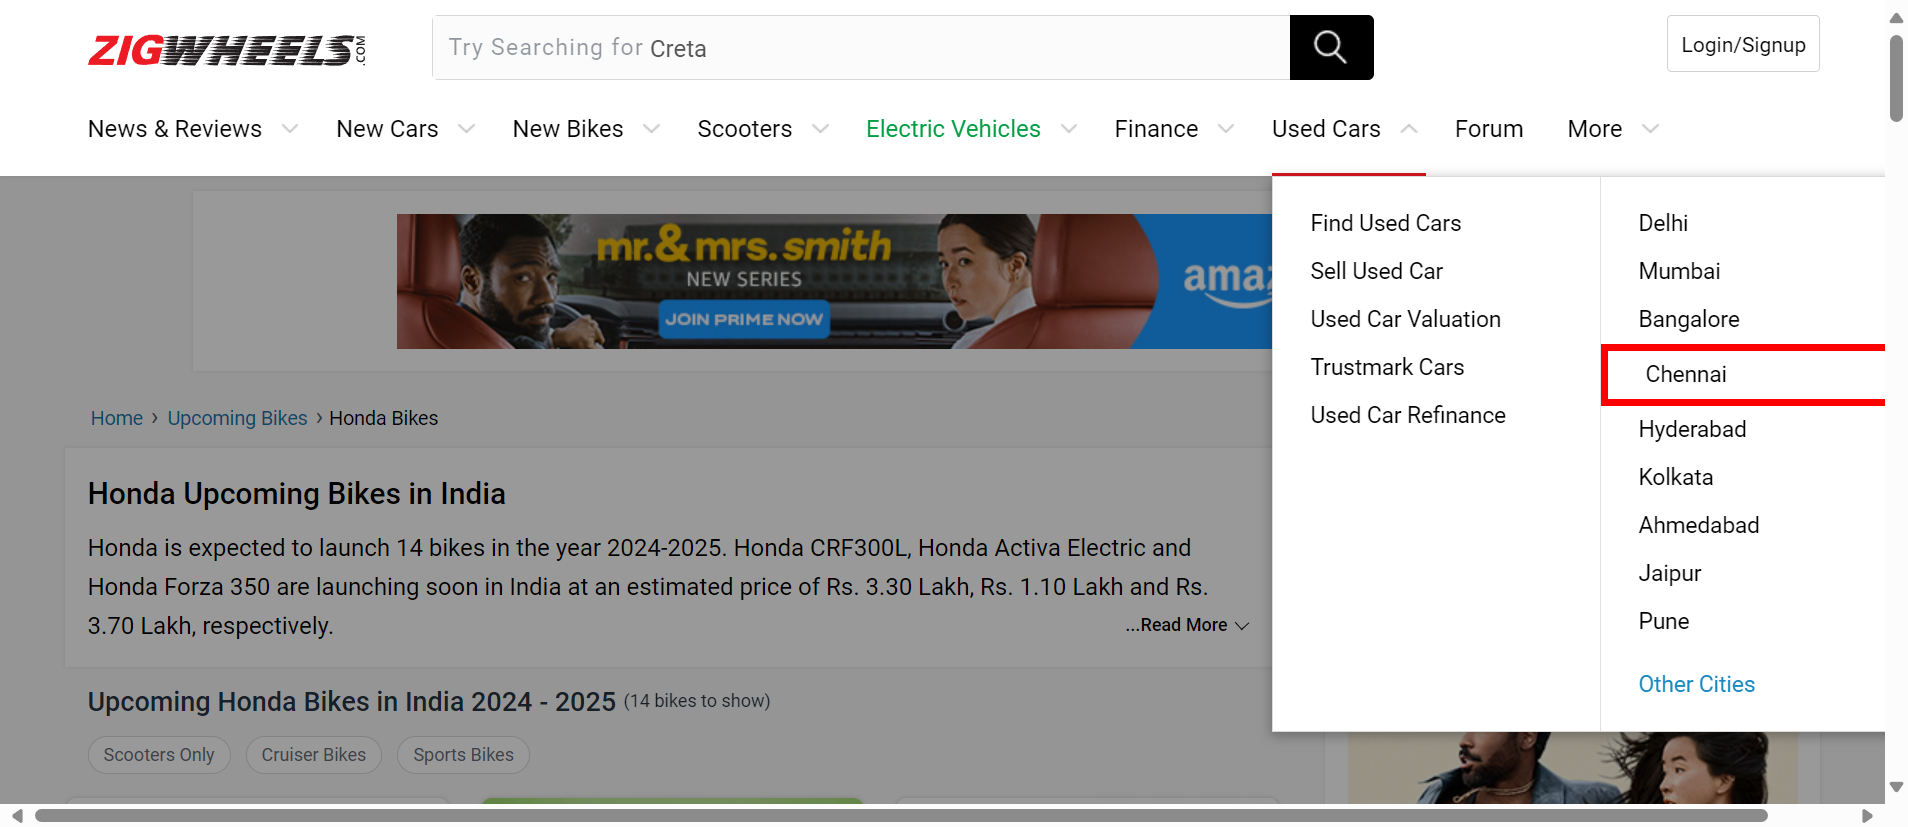 ZIGWHEELS.COM
Try Searching for Creta
Login/Signup
News & Reviews New Cars New Bikes Scooters Electric Vehicles Finance Used Cars Forum More
Find Used Cars
Sell Used Car
Used Car Valuation
Trustmark Cars
Used Car Refinance
Delhi
Mumbai
Bangalore
Chennai
Hyderabad
Kolkata
Ahmedabad
Jaipur
Pune
Other Cities
mr.& mrs. smith
NEW SERIES
JOIN PRIME NOW
Home › Upcoming Bikes › Honda Bikes
Honda Upcoming Bikes in India
Honda is expected to launch 14 bikes in the year 2024-2025. Honda CRF300L, Honda Activa Electric and
Honda Forza 350 are launching soon in India at an estimated price of Rs. 3.30 Lakh, Rs. 1.10 Lakh and Rs.
3.70 Lakh, respectively.
...Read More
Upcoming Honda Bikes in India 2024 - 2025 (14 bikes to show)
Scooters Only Cruiser Bikes Sports Bikes